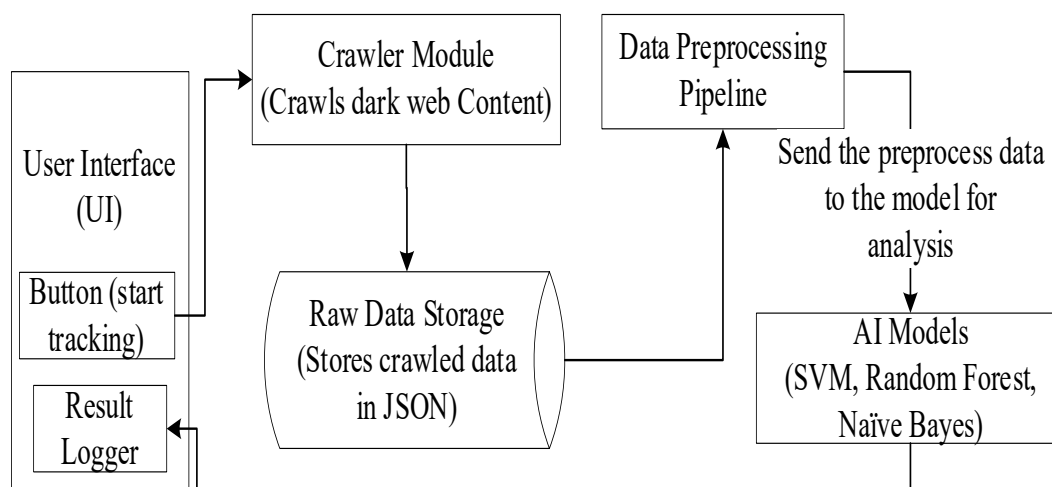 User Interface
(UI)
Button (start
tracking)
Result
Logger
Crawler Module
(Crawls dark web Content)
Raw Data Storage
(Stores crawled data
in JSON)
Data Preprocessing
Pipeline
Send the preprocess data
to the model for
analysis
AI Models
(SVM, Random Forest,
Naïve Bayes)